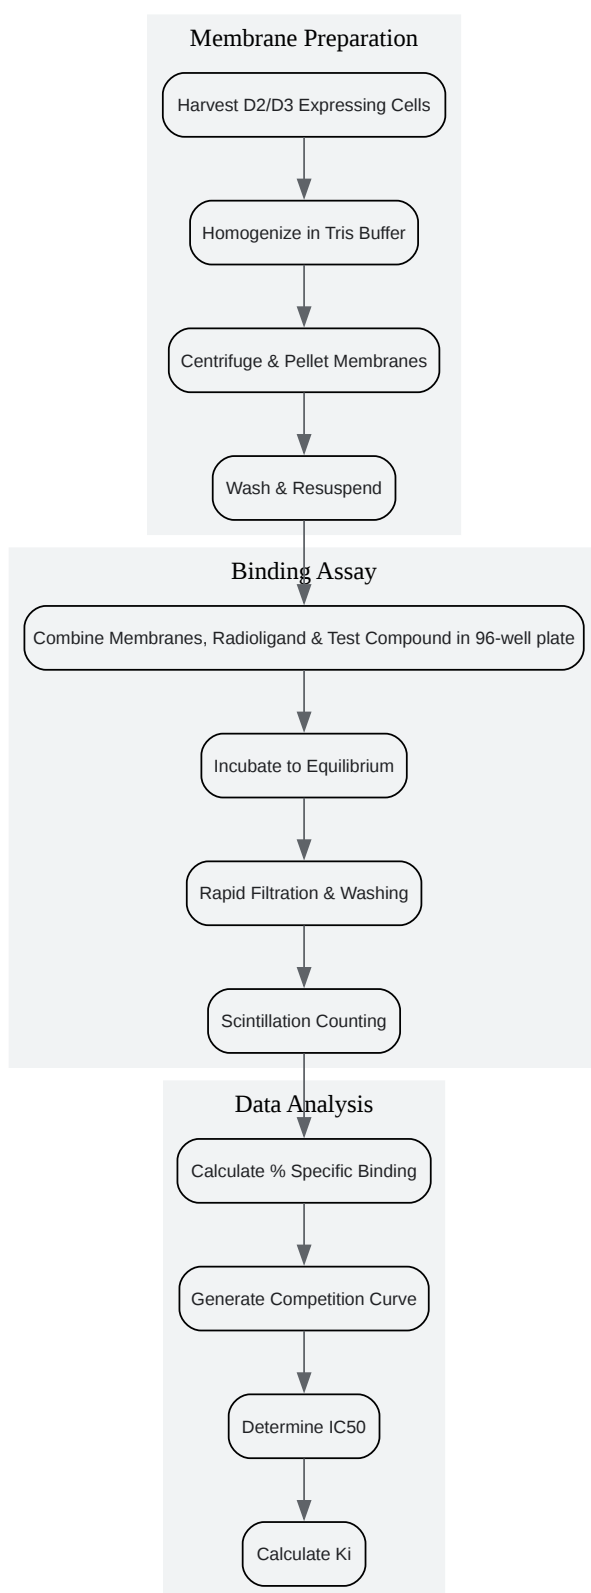 Membrane Preparation
Harvest D2/D3 Expressing Cells
Homogenize in Tris Buffer
Centrifuge & Pellet Membranes
Wash & Resuspend
Binding Assay
Combine Membranes, Radioligand & Test Compound in 96-well plate
Incubate to Equilibrium
Rapid Filtration & Washing
Scintillation Counting
Data Analysis
Calculate % Specific Binding
Generate Competition Curve
Determine IC50
Calculate Ki